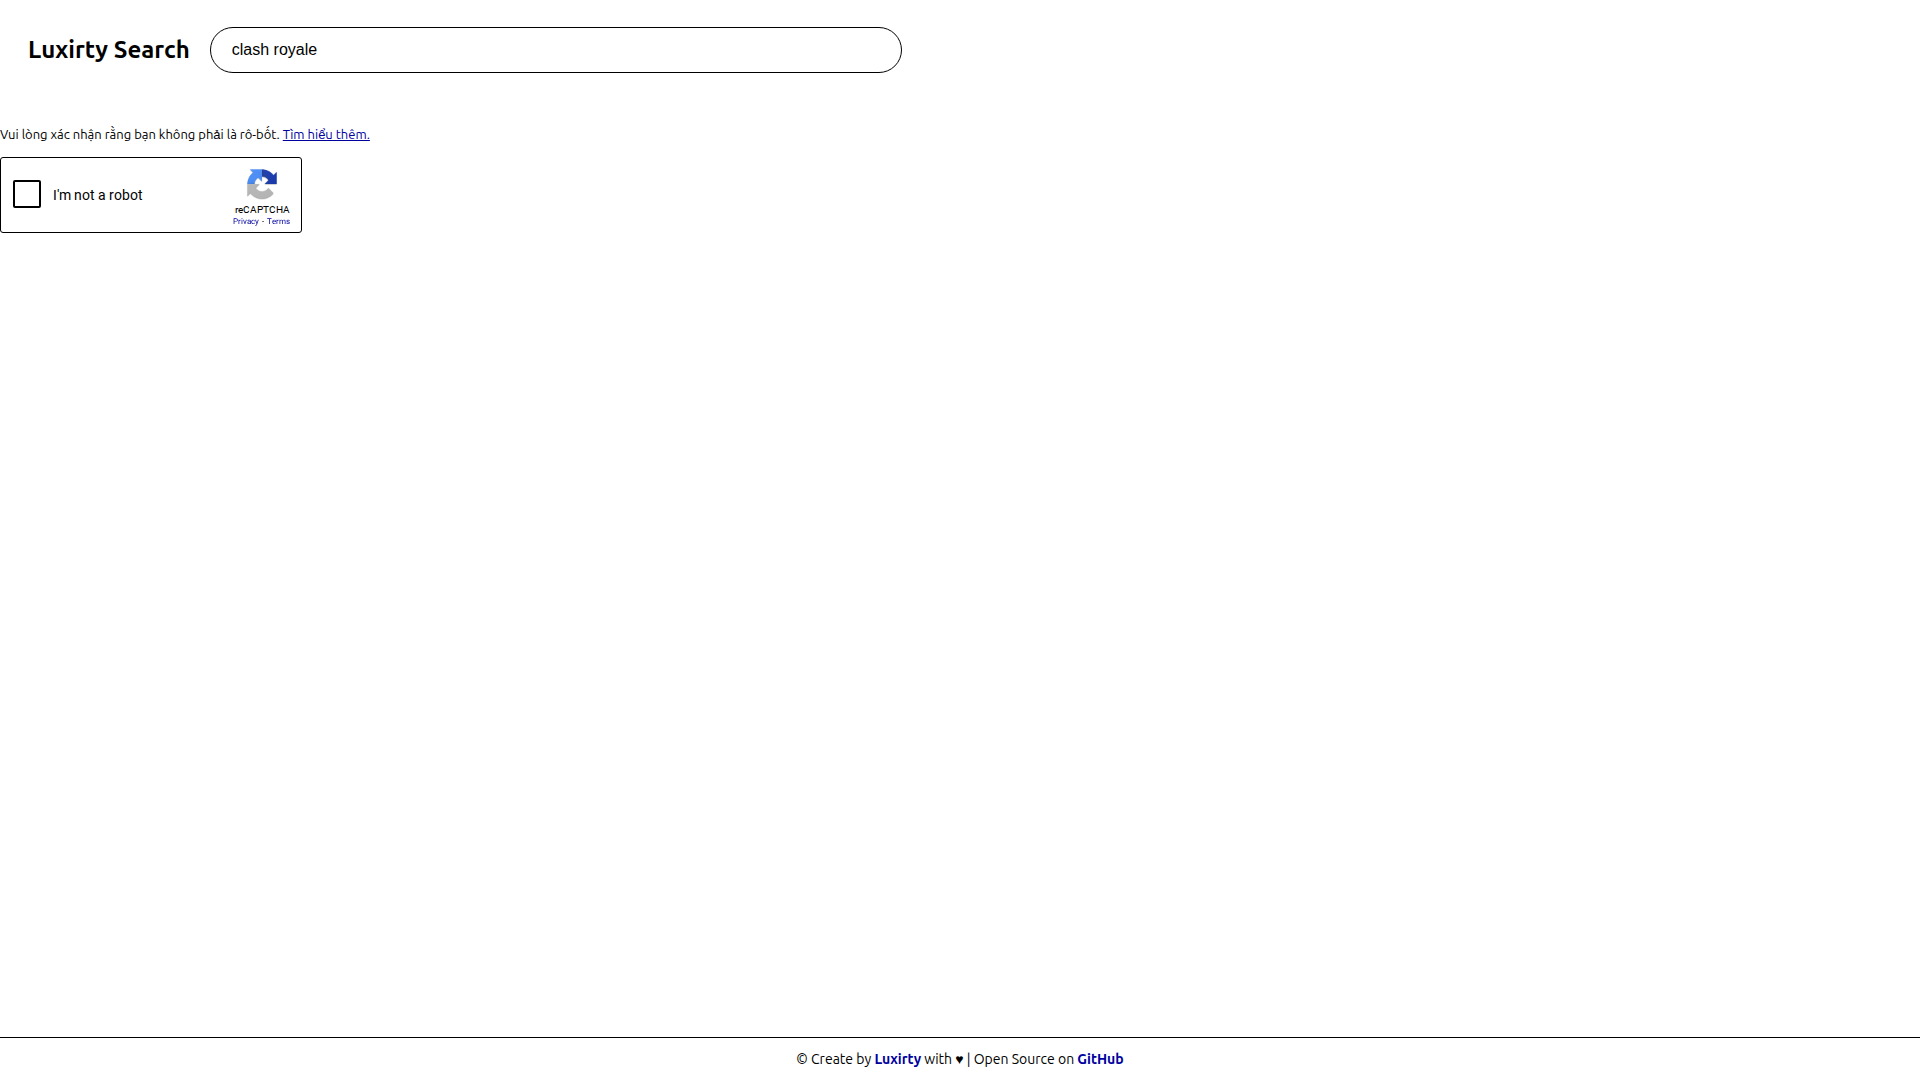 Luxirty Search
clash royale
Vui lòng xác nhận rằng bạn không phải là rô-bốt. Tìm hiểu thêm.
I'm not a robot
reCAPTCHA
Privacy - Terms
© Create by Luxirty with ♥ | Open Source on GitHub